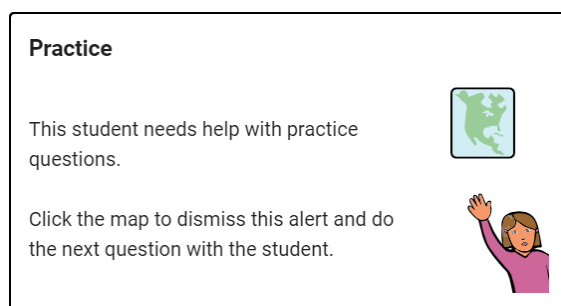 Practice
This student needs help with practice
questions.
Click the map to dismiss this alert and do
the next question with the student.